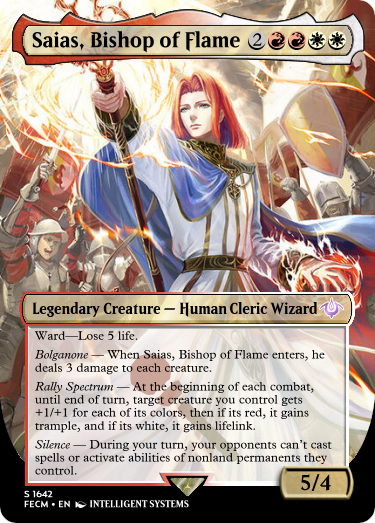 Saias, Bishop of Flame 2
Legendary Creature — Human Cleric Wizard
Ward—Lose 5 life.
Bolganone — When Saias, Bishop of Flame enters, he
deals 3 damage to each creature.
Rally Spectrum — At the beginning of each combat,
until end of turn, target creature you control gets
+1/+1 for each of its colors, then if its red, it gains
trample, and if its white, it gains lifelink.
Silence — During your turn, your opponents can't cast
spells or activate abilities of nonland permanents they
control.
5/4
S 1642
FECM • EN INTELLIGENT SYSTEMS